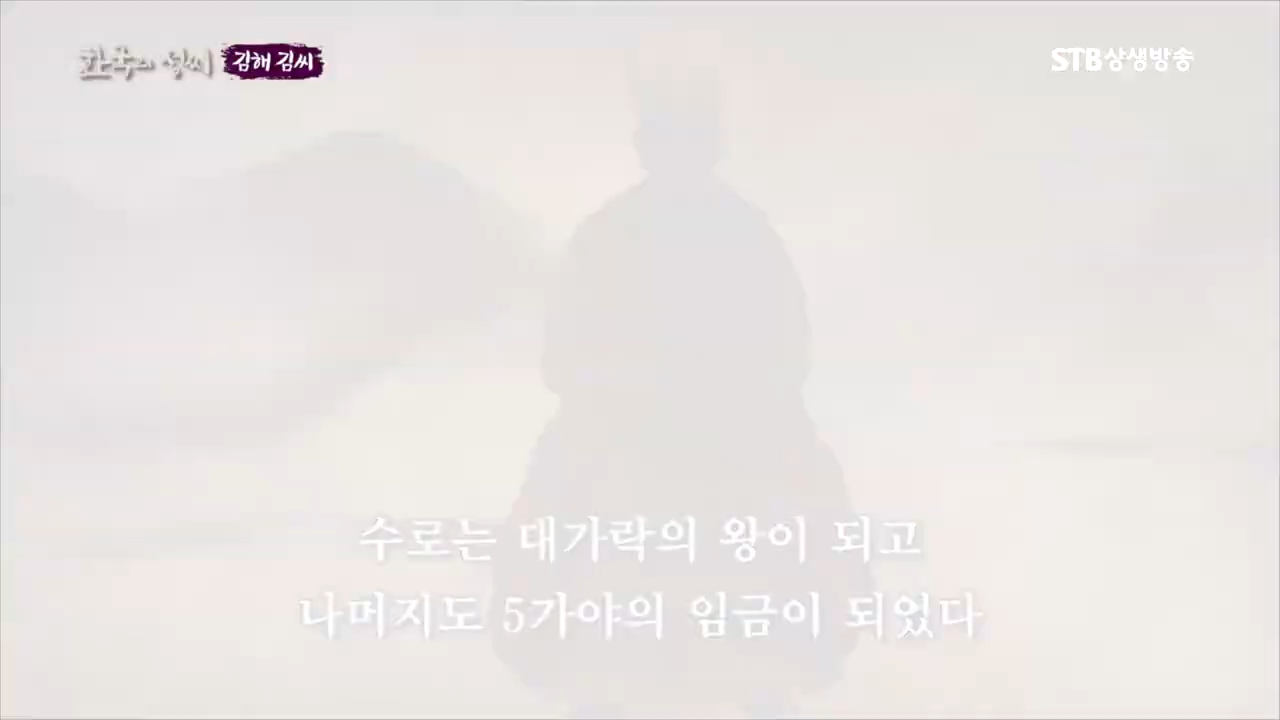 한국의 성씨 김해 김씨
STB상생방송
수로는 대가락의 왕이 되고
나머지도 5가야의 임금이 되었다